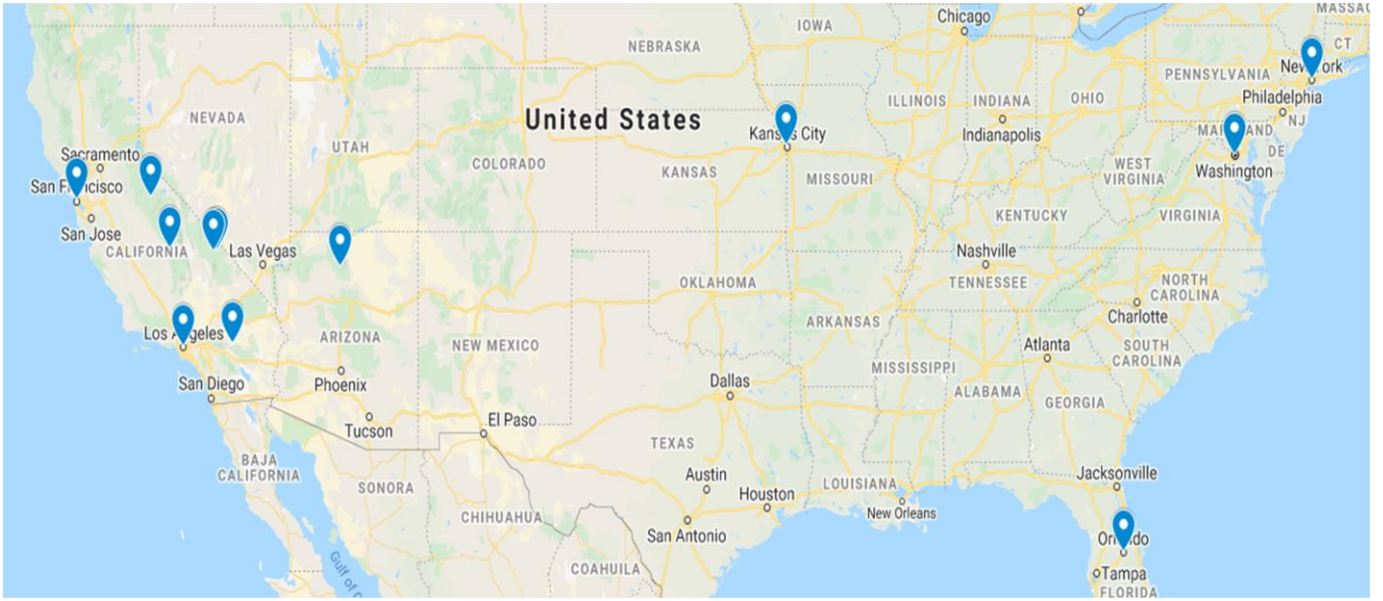 MASSAC
Chicago
IOWA
NEBRASKA
CT
New York
PENNSYLVANIA
Philadelphia
ILLINOIS
INDIANA
OHIO
United States
NEVADA
NJ
Kansas City
Indianapolis
MARYLAND
DE
UTAH
Sacramento
COLORADO
KANSAS
MISSOURI
WEST
VIRGINIA
Washington
San Francisco
KENTUCKY
VIRGINIA
San Jose
CALIFORNIA
Las Vegas
Nashville
TENNESSEE
OKLAHOMA
NORTH
CAROLINA
Charlotte
ARKANSAS
Los Angeles
ARIZONA
NEW MEXICO
Atlanta
SOUTH
CAROLINA
MISSISSIPPI
San Diego
Phoenix
Dallas
ALABAMA
GEORGIA
Tucson
El Paso
TEXAS
BAJA
CALIFORNIA
SONORA
Austin
Jacksonville
LOUISIANA
Houston
New Orleans
CHIHUAHUA
San Antonio
Orlando
Gulf of C
COAHUILA
Tampa
FLORIDA